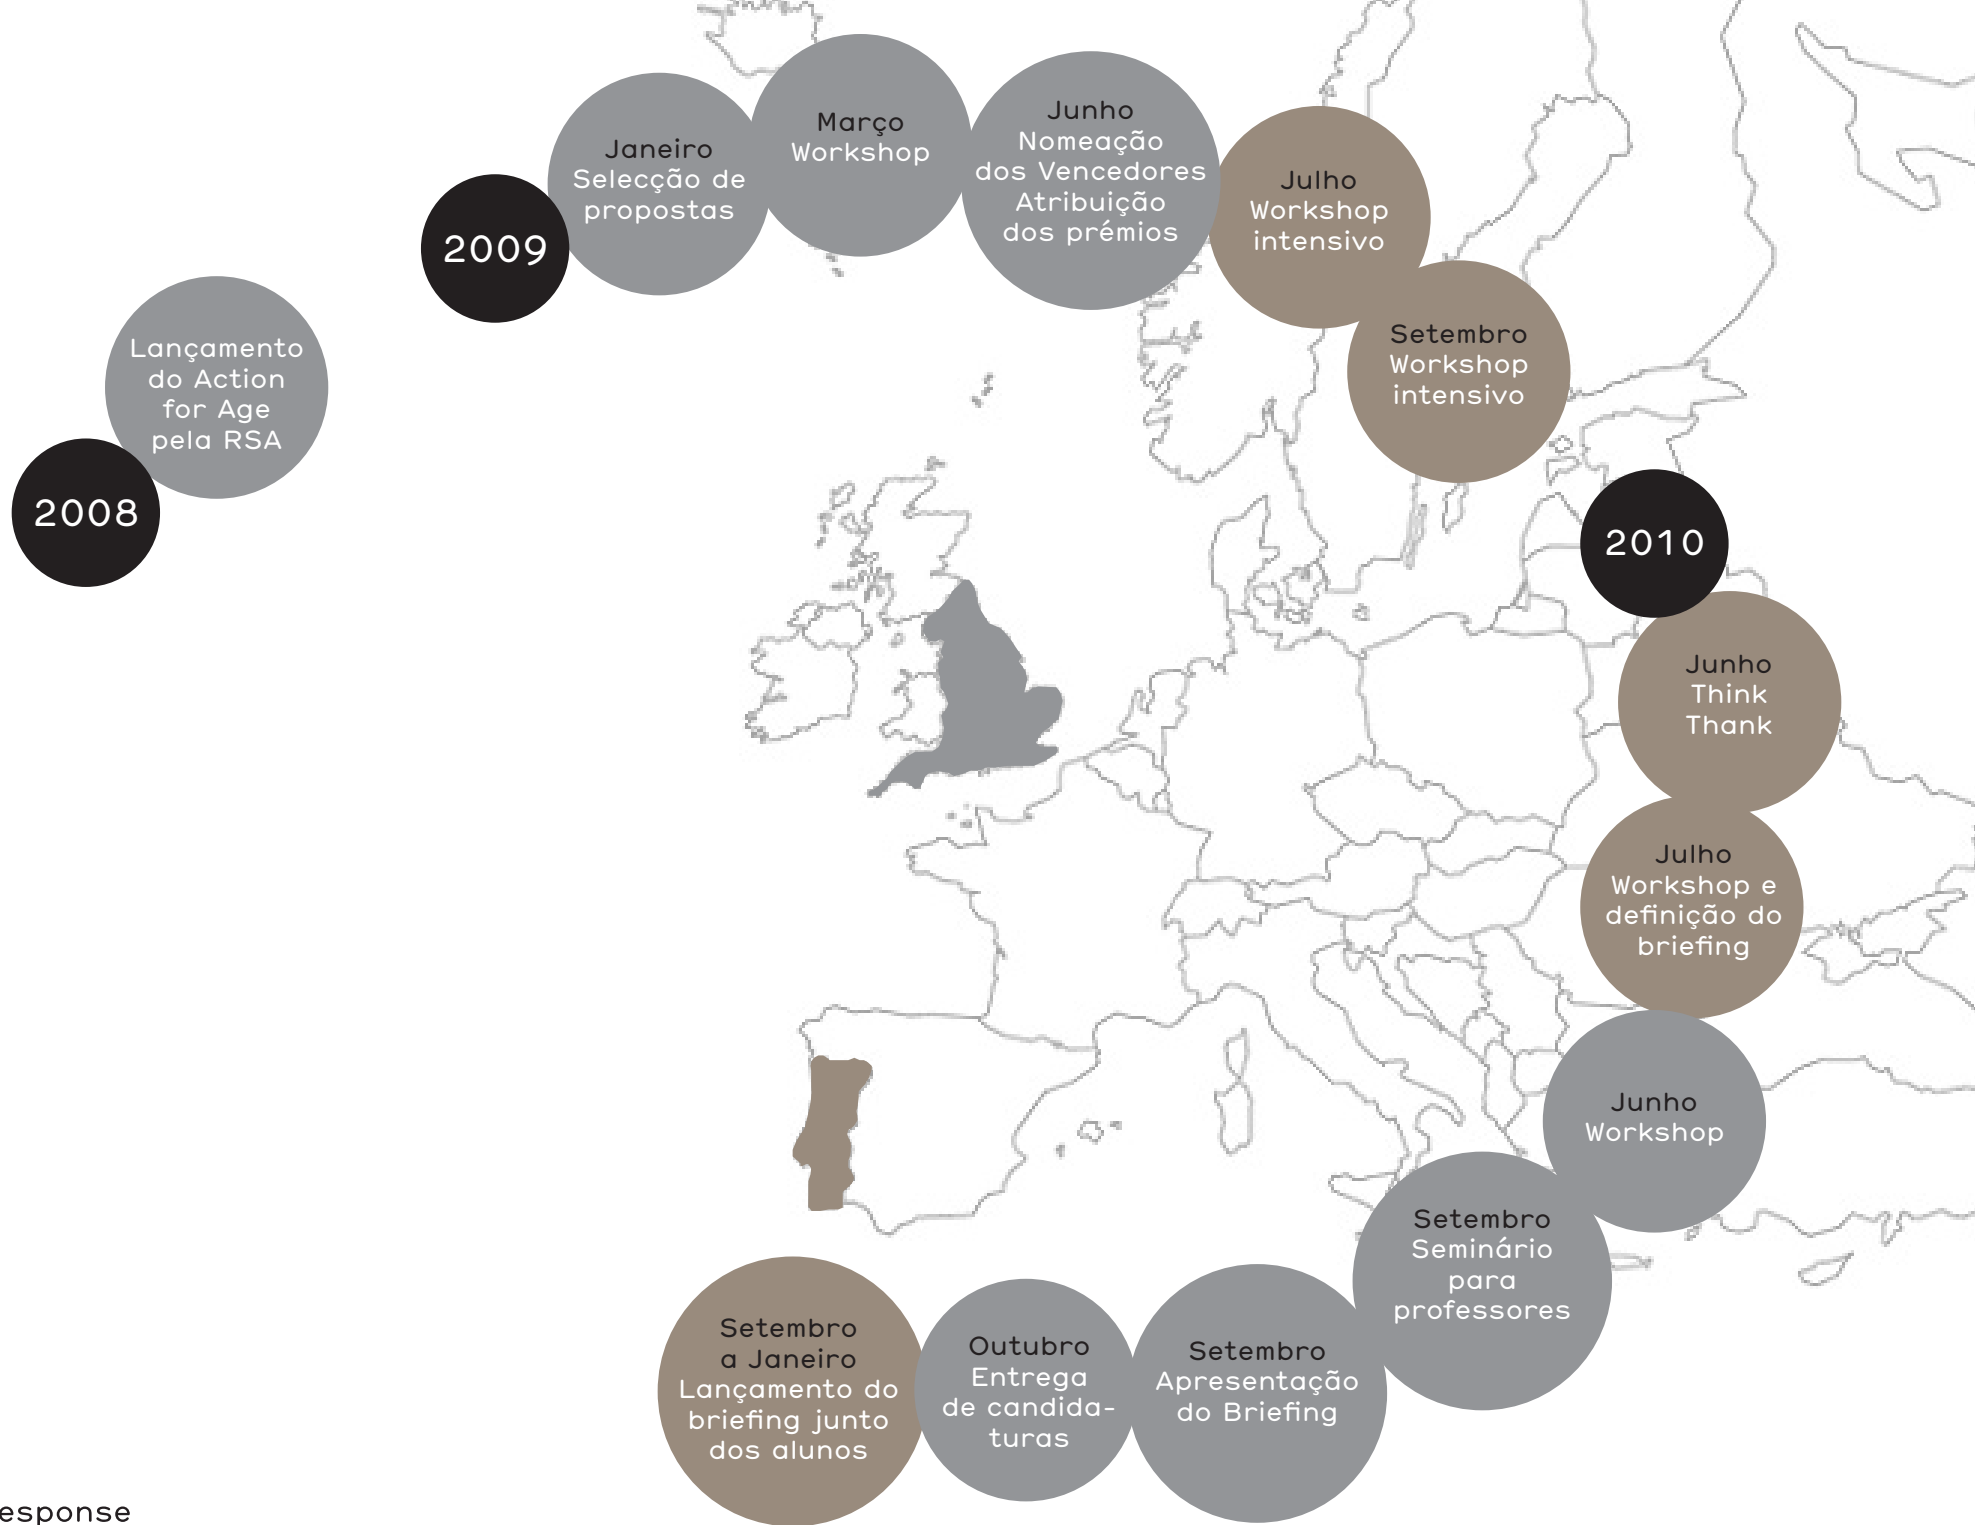 2008
Lançamento
do Action
for Age
pela RSA
2009
Janeiro
Selecção de
propostas
Março
Workshop
Junho
Nomeação
dos Vencedores
Atribuição
dos prémios
Julho
Workshop
intensivo
Setembro
Workshop
intensivo
2010
Junho
Think
Thank
Julho
Workshop e
definição do
briefing
Junho
Workshop
Setembro
Seminário
para
professores
Setembro
Apresentação
do Briefing
Outubro
Entrega
de candida-
turas
Setembro
a Janeiro
Lançamento do
briefing junto
dos alunos
esponse